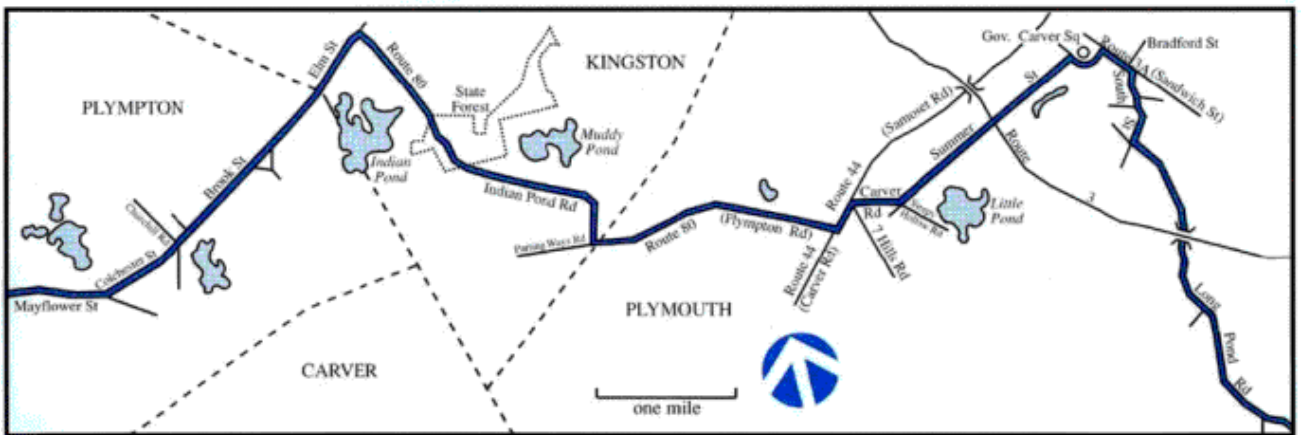 Gov. Carver Sq
Bradford St
Route 3A (Sandwich St)
South St
Elm St
Route 80
KINGSTON
PLYMPTON
State
Forest
Muddy
Pond
(Samoset Rd)
Summer St
Route 3
Indian
Pond
Brook St
Indian Pond Rd
Route 44
Carver
Rd
Little
Pond
Churchill Rd
Colchester St
Parting Ways Rd
Route 80
(Plympton Rd)
Hollow Rd
7 Hills Rd
Route 44
(Carver Rd)
Mayflower St
PLYMOUTH
Long Pond Rd
CARVER
one mile